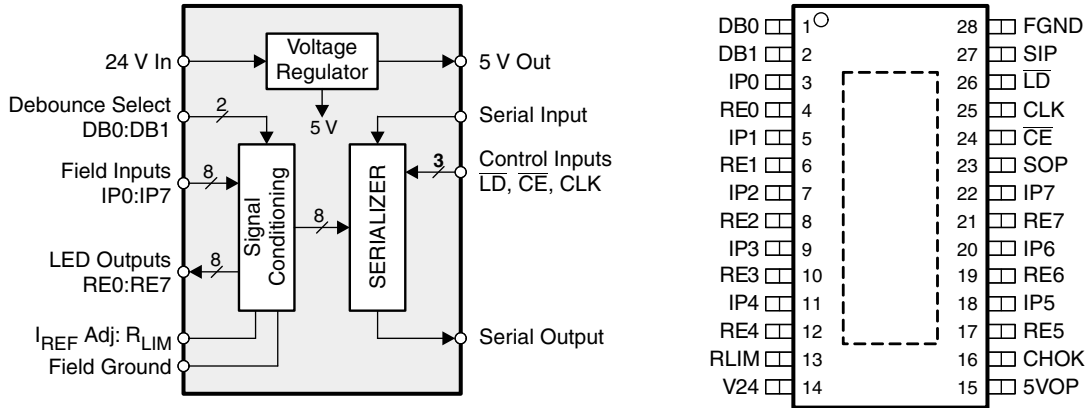 24 V In
Voltage
Regulator
5 V Out
5 V
Debounce Select
DB0:DB1
2
Serial Input
Field Inputs
IP0:IP7
8
Signal
Conditioning
8
SERIALIZER
3
Control Inputs
LD, CE, CLK
LED Outputs
RE0:RE7
8
IREF Adj: RLIM
Field Ground
Serial Output
DB0 1 28 FGND
DB1 2 27 SIP
IP0 3 26 LD
RE0 4 25 CLK
IP1 5 24 CE
RE1 6 23 SOP
IP2 7 22 IP7
RE2 8 21 RE7
IP3 9 20 IP6
RE3 10 19 RE6
IP4 11 18 IP5
RE4 12 17 RE5
RLIM 13 16 CHOK
V24 14 15 5VOP